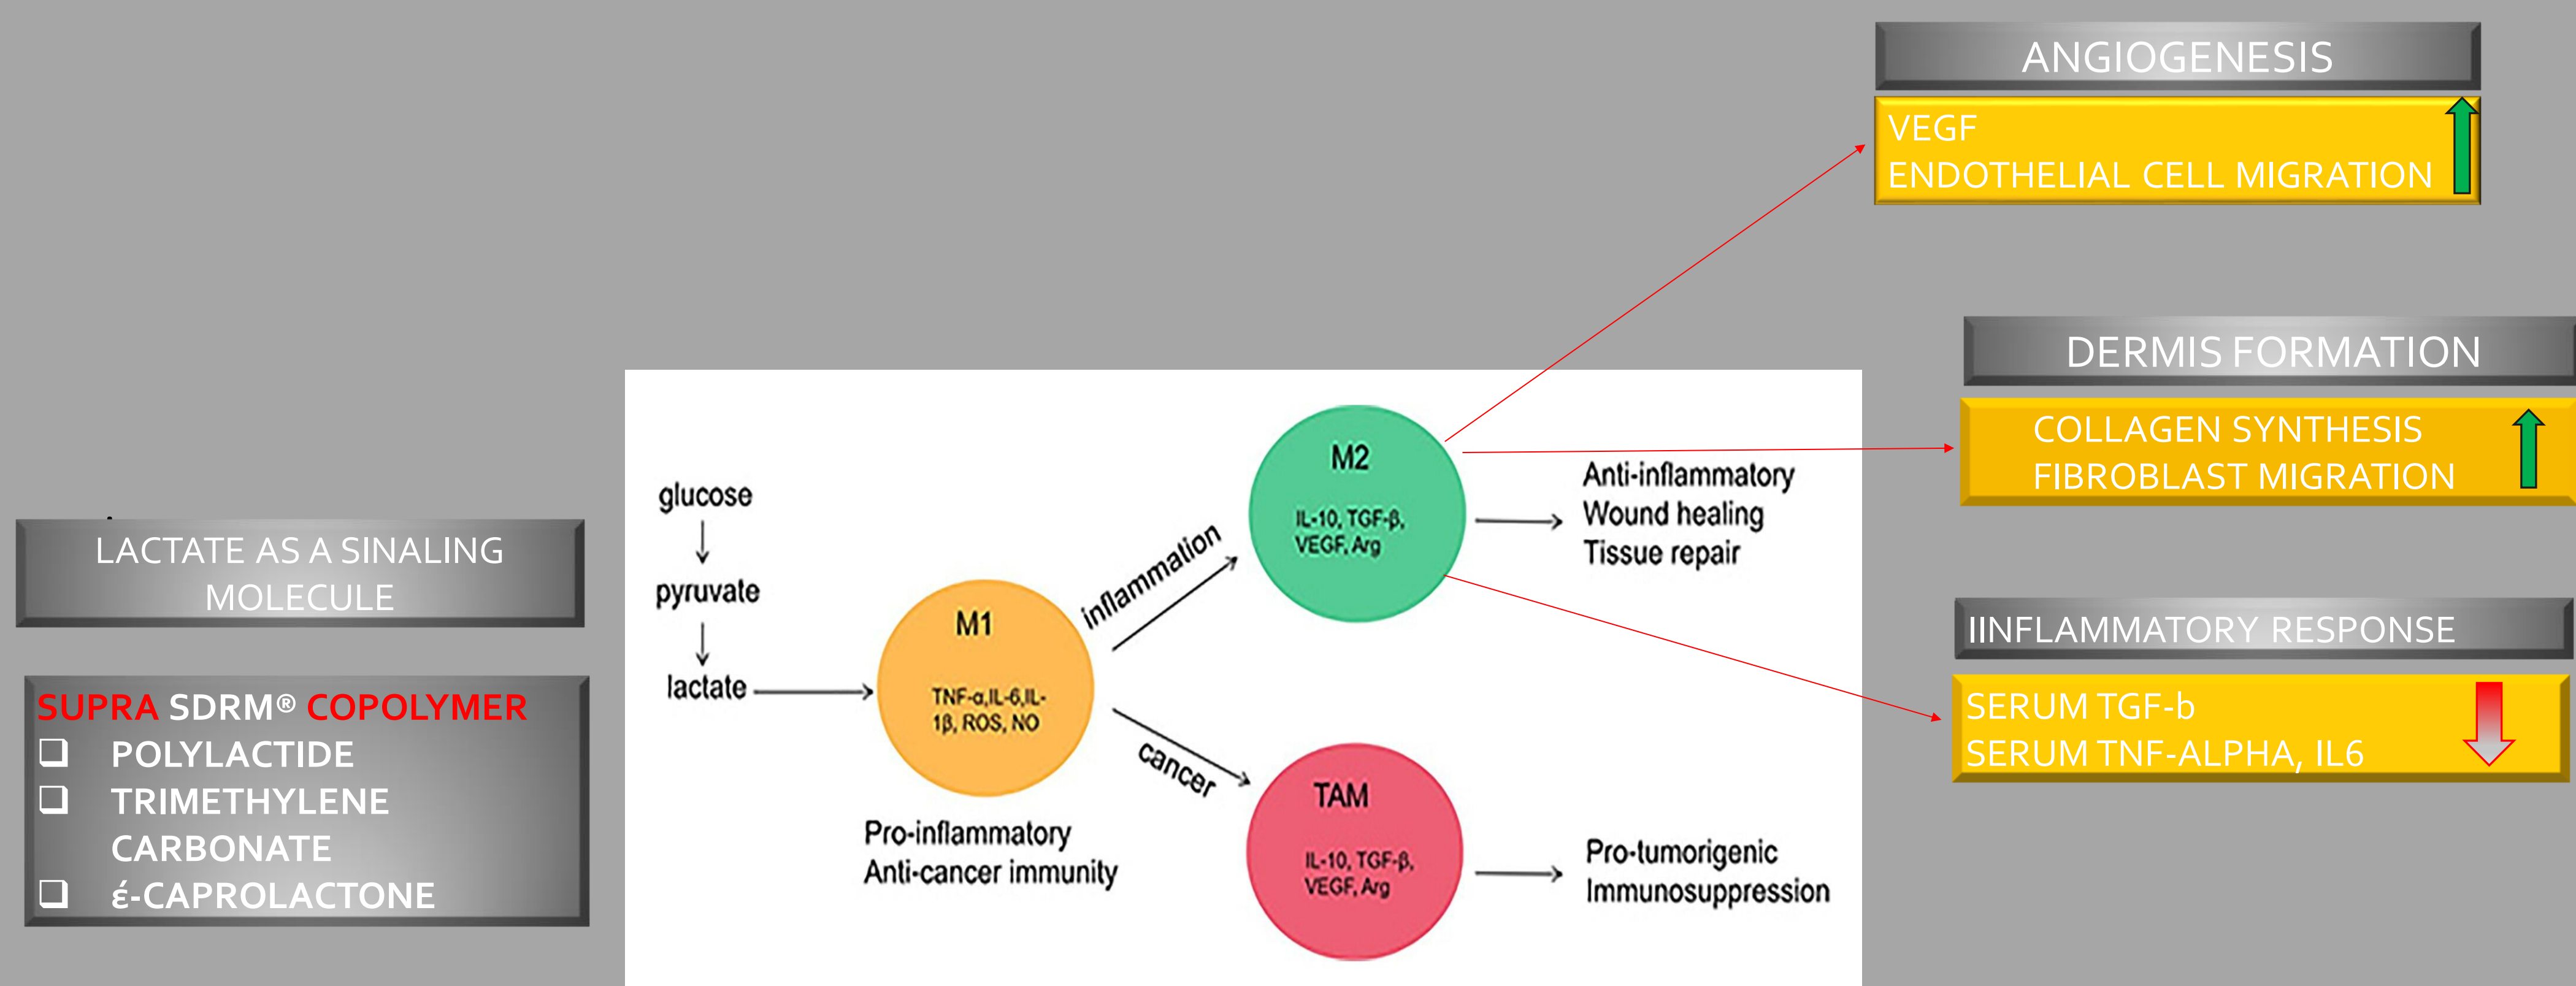 LACTATE AS A SINALING
MOLECULE
SUPRA SDRM® COPOLYMER
❑ POLYLACTIDE
❑ TRIMETHYLENE
CARBONATE
❑ έ-CAPROLACTONE
glucose
pyruvate
lactate
M1
TNF-α,IL-6,IL-
1β, ROS, NO
Pro-inflammatory
Anti-cancer immunity
inflammation
cancer
M2
IL-10, TGF-β,
VEGF, Arg
Anti-inflammatory
Wound healing
Tissue repair
TAM
IL-10, TGF-β,
VEGF, Arg
Pro-tumorigenic
Immunosuppression
ANGIOGENESIS
VEGF
ENDOTHELIAL CELL MIGRATION
DERMIS FORMATION
COLLAGEN SYNTHESIS
FIBROBLAST MIGRATION
IINFLAMMATORY RESPONSE
SERUM TGF-b
SERUM TNF-ALPHA, IL6